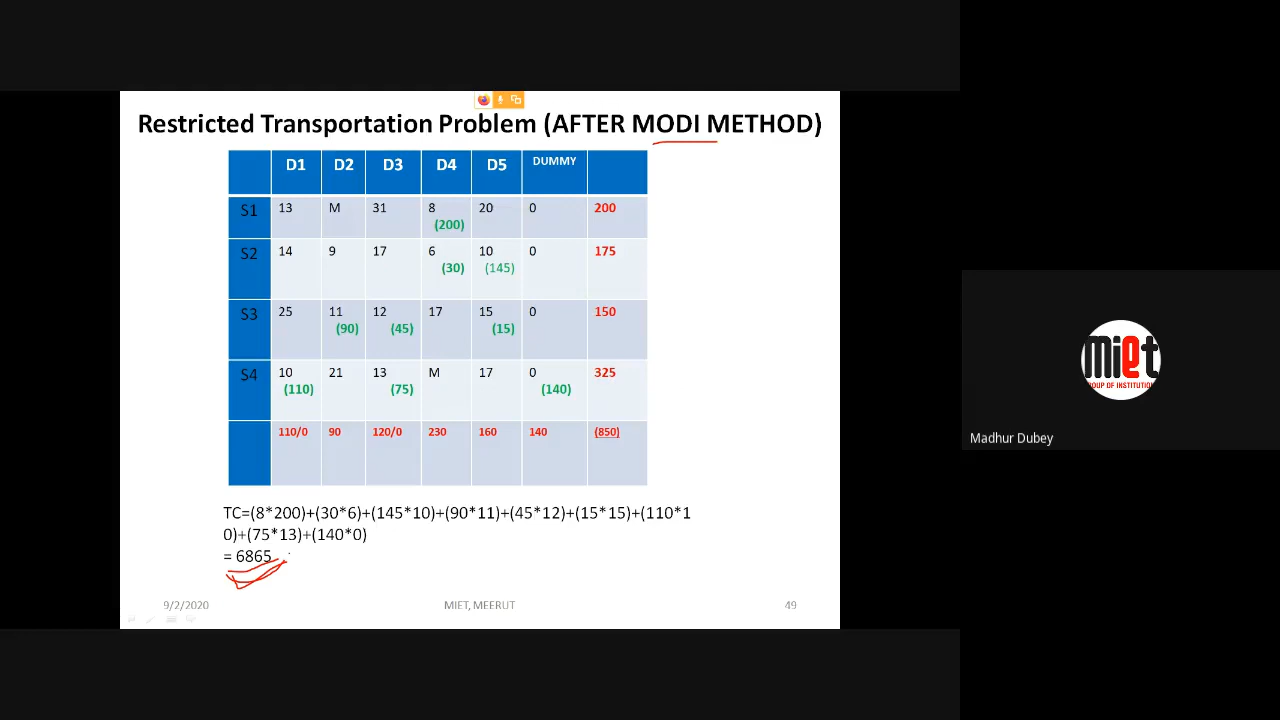 Restricted Transportation Problem (AFTER MODI METHOD)
D1 D2 D3 D4 D5 DUMMY
S1 13 M 31 8 20 0 200
(200)
S2 14 9 17 6 10 0 175
(30) (145)
S3 25 11 12 17 15 0 150
(90) (45) (15)
S4 10 21 13 M 17 0 325
(110) (75) (140)
110/0 90 120/0 230 160 140 (850)
TC=(8*200)+(30*6)+(145*10)+(90*11)+(45*12)+(15*15)+(110*1
0)+(75*13)+(140*0)
= 6865
9/2/2020 MIET, MEERUT 49
miet
GROUP OF INSTITUTION
Madhur Dubey